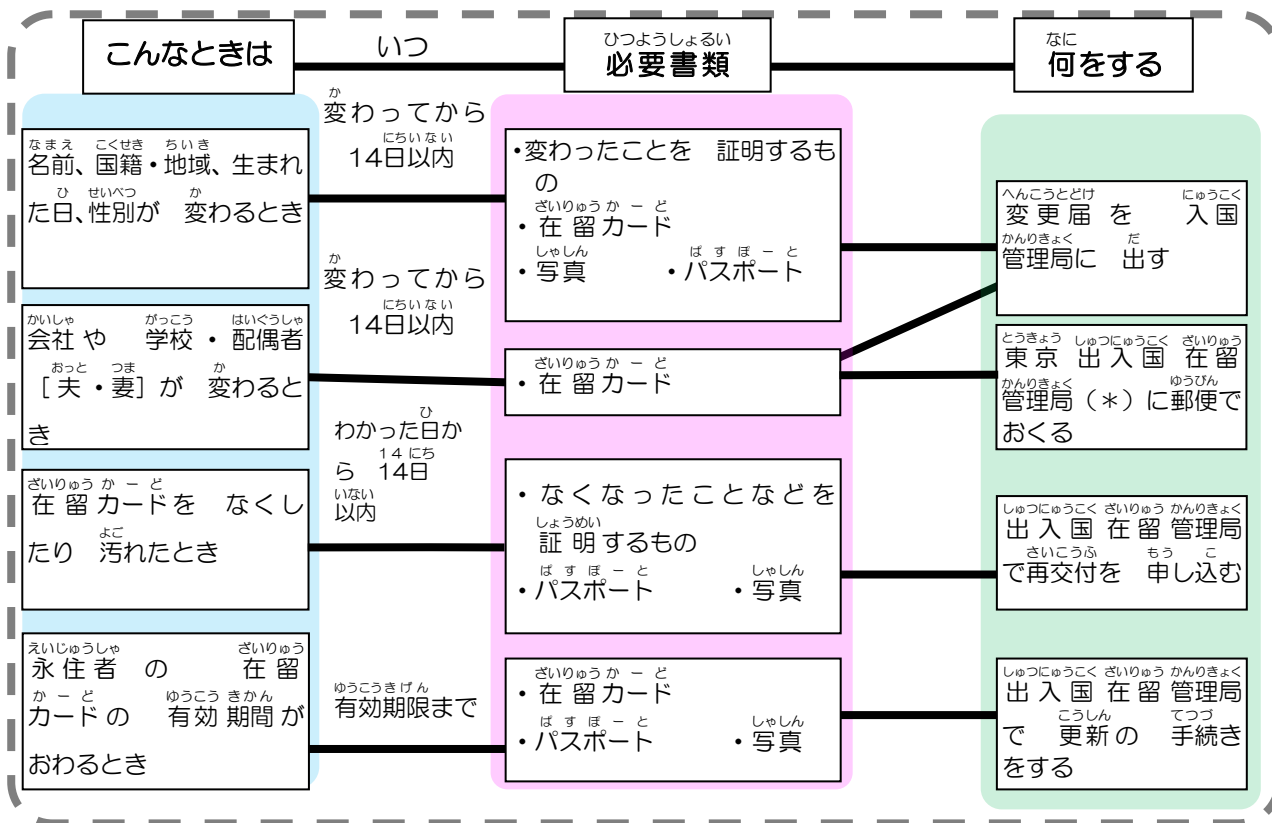 こんなときは
いつ
ひつようしょるい
必要書類
なに
何をする
なまえ こくせき ちいき
名前、国籍・地域、生まれ
ひ せいべつ か
た日、性別が 変わるとき
か
変わってから
にちいない
14日以内
・変わったことを 証明するも
の
ざいりゅうかーど
・在留カード
しゃしん ぱすぽーと
・写真 ・パスポート
へんこうとどけ にゅうこく
変更届を 入国
かんりきょく だ
管理局に 出す
かいしゃ がっこう はいぐうしゃ
会社や 学校・配偶者
おっと つま か
[夫・妻]が 変わると
き
か
変わってから
にちいない
14日以内
ざいりゅうかーど
・在留カード
とうきょう しゅつにゅうこく ざいりゅう
東京 出入国 在留
かんりきょく ゆうびん
管理局(*)に郵便で
おくる
ざいりゅうかーど
在留カードを なくし
よご
たり 汚れたとき
ひ
わかった日か
14にち
ら 14日
いない
以内
・なくなったことなどを
しょうめい
証明するもの
ぱすぽーと しゃしん
・パスポート ・写真
しゅつにゅうこく ざいりゅう かんりきょく
出入国 在留 管理局
さいこうふ もう こ
で再交付を 申し込む
えいじゅうしゃ ざいりゅう
永住者 の 在留
かーど ゆうこう きかん
カードの 有効 期間が
おわるとき
ゆうこうきげん
有効期限まで
ざいりゅうかーど
・在留カード
ぱすぽーと しゃしん
・パスポート ・写真
しゅつにゅうこく ざいりゅう かんりきょく
出入国 在留 管理局
こうしん てつづ
で 更新の 手続き
をする